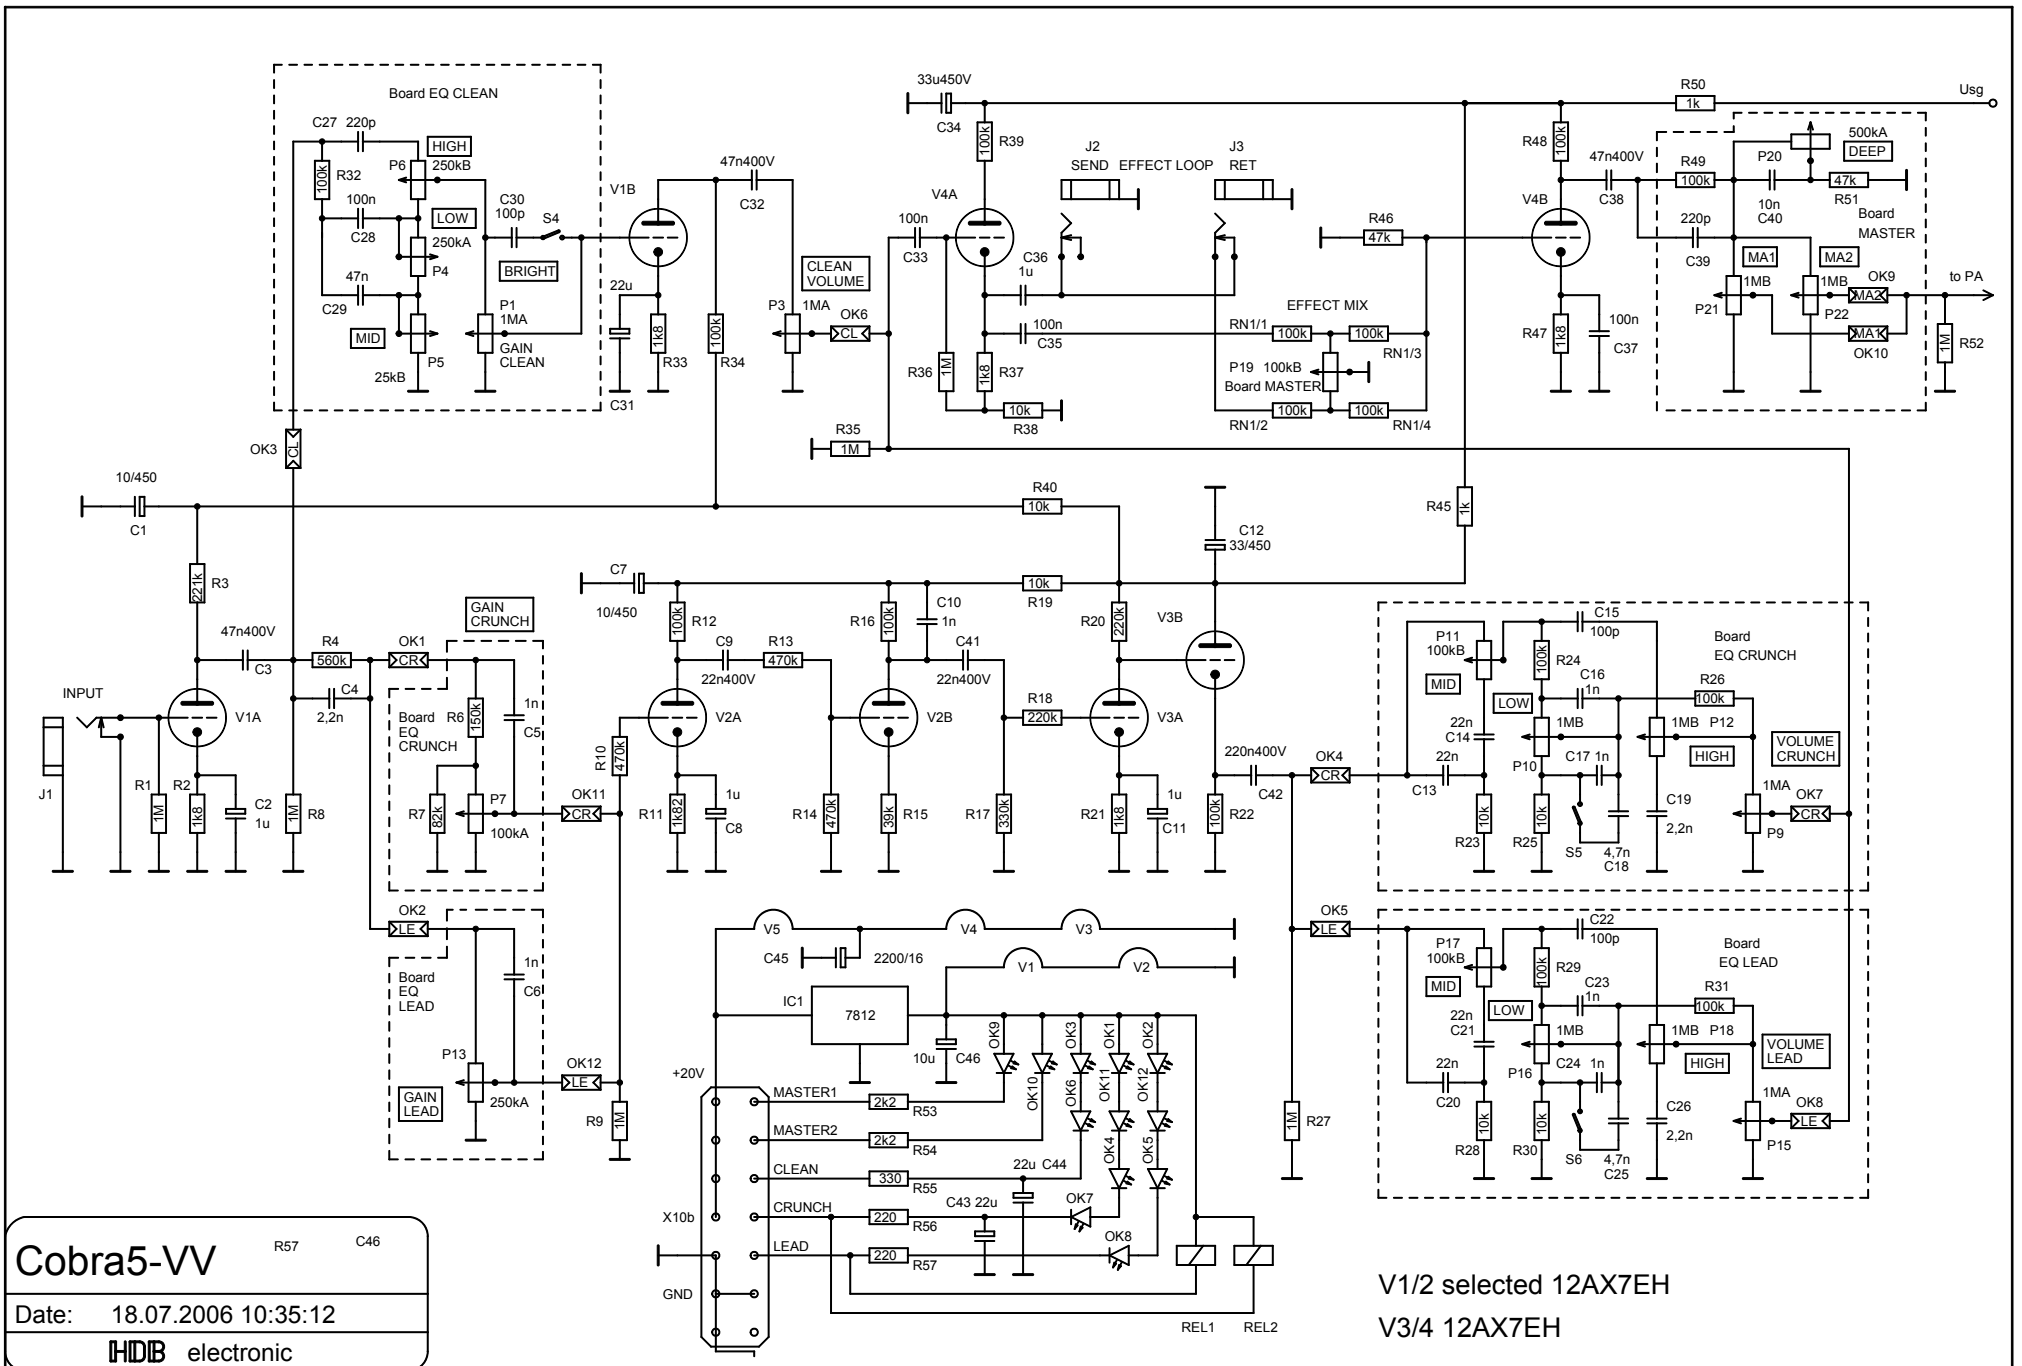 Board EQ CLEAN
C27 220p
HIGH
P6
250kB
R32
100k
100n
C28
LOW
250kA
P4
47n
C29
MID
P5
25kB
C30
100p
S4
BRIGHT
P1
1MA
GAIN
CLEAN
V1B
22u
C31
1k8
R33
100k
R34
47n400V
C32
CLEAN
VOLUME
P3
1MA
OK6
CL
33u450V
C34
100k
R39
V4A
100n
C33
C36
1u
100n
C35
R36
1M
1k8
R37
10k
R38
R35
1M
J2
SEND
EFFECT LOOP
J3
RET
EFFECT MIX
RN1/1
100k
100k
RN1/3
P19 100kB
Board MASTER
100k
RN1/2
100k
RN1/4
R46
47k
R48
100k
V4B
R47
1k8
100n
C37
47n400V
C38
R50
1k
Usg
R49
100k
P20
500kA
DEEP
10n
C40
47k
R51
Board
MASTER
220p
C39
MA1
1MB
P21
MA2
1MB
P22
OK9
MA2
MA1
OK10
to PA
1M
R52
OK3
CL
10/450
C1
R40
10k
R45
1k
C12
33/450
221k
R3
47n400V
C3
INPUT
J1
V1A
R1
1M
R2
1k8
C2
1u
1M
R8
R4
560k
C4
2,2n
OK1
CR
GAIN
CRUNCH
Board
EQ
CRUNCH
R6
150k
1n
C5
R7
82k
P7
100kA
OK11
CR
OK2
LE
Board
EQ
LEAD
1n
C6
P13
GAIN
LEAD
250kA
OK12
LE
R9
1M
C7
10/450
100k
R12
R10
470k
V2A
R11
1k82
1u
C8
C9
22n400V
R13
470k
R14
470k
R16
100k
C10
1n
V2B
39k
R15
C41
22n400V
R17
330k
R18
220k
10k
R19
R20
220k
V3A
R21
1k8
1u
C11
V3B
220n400V
C42
100k
R22
OK4
CR
OK5
LE
1M
R27
P11
100kB
MID
22n
C14
22n
C13
10k
R23
100k
R24
LOW
C15
100p
C16
1n
1MB
P10
C17 1n
10k
R25
S5
4,7n
C18
R26
100k
1MB P12
HIGH
C19
2,2n
Board
EQ CRUNCH
VOLUME
CRUNCH
1MA
P9
OK7
CR
P17
100kB
MID
22n
C21
22n
C20
10k
R28
100k
R29
LOW
C22
100p
C23
1n
1MB
P16
C24 1n
10k
R30
S6
4,7n
C25
R31
100k
1MB P18
HIGH
C26
2,2n
Board
EQ LEAD
VOLUME
LEAD
1MA
P15
OK8
LE
V5
V4
V3
C45
2200/16
V1
V2
IC1
7812
10u
C46
OK9
OK10
OK3
OK6
OK1
OK11
OK4
OK2
OK12
OK5
+20V
MASTER1
2k2
R53
MASTER2
2k2
R54
CLEAN
330
R55
22u C44
X10b
CRUNCH
220
R56
C43 22u
OK7
LEAD
220
R57
OK8
GND
REL1
REL2
Cobra5-VV
R57
C46
Date: 18.07.2006 10:35:12
HDB electronic
V1/2 selected 12AX7EH
V3/4 12AX7EH